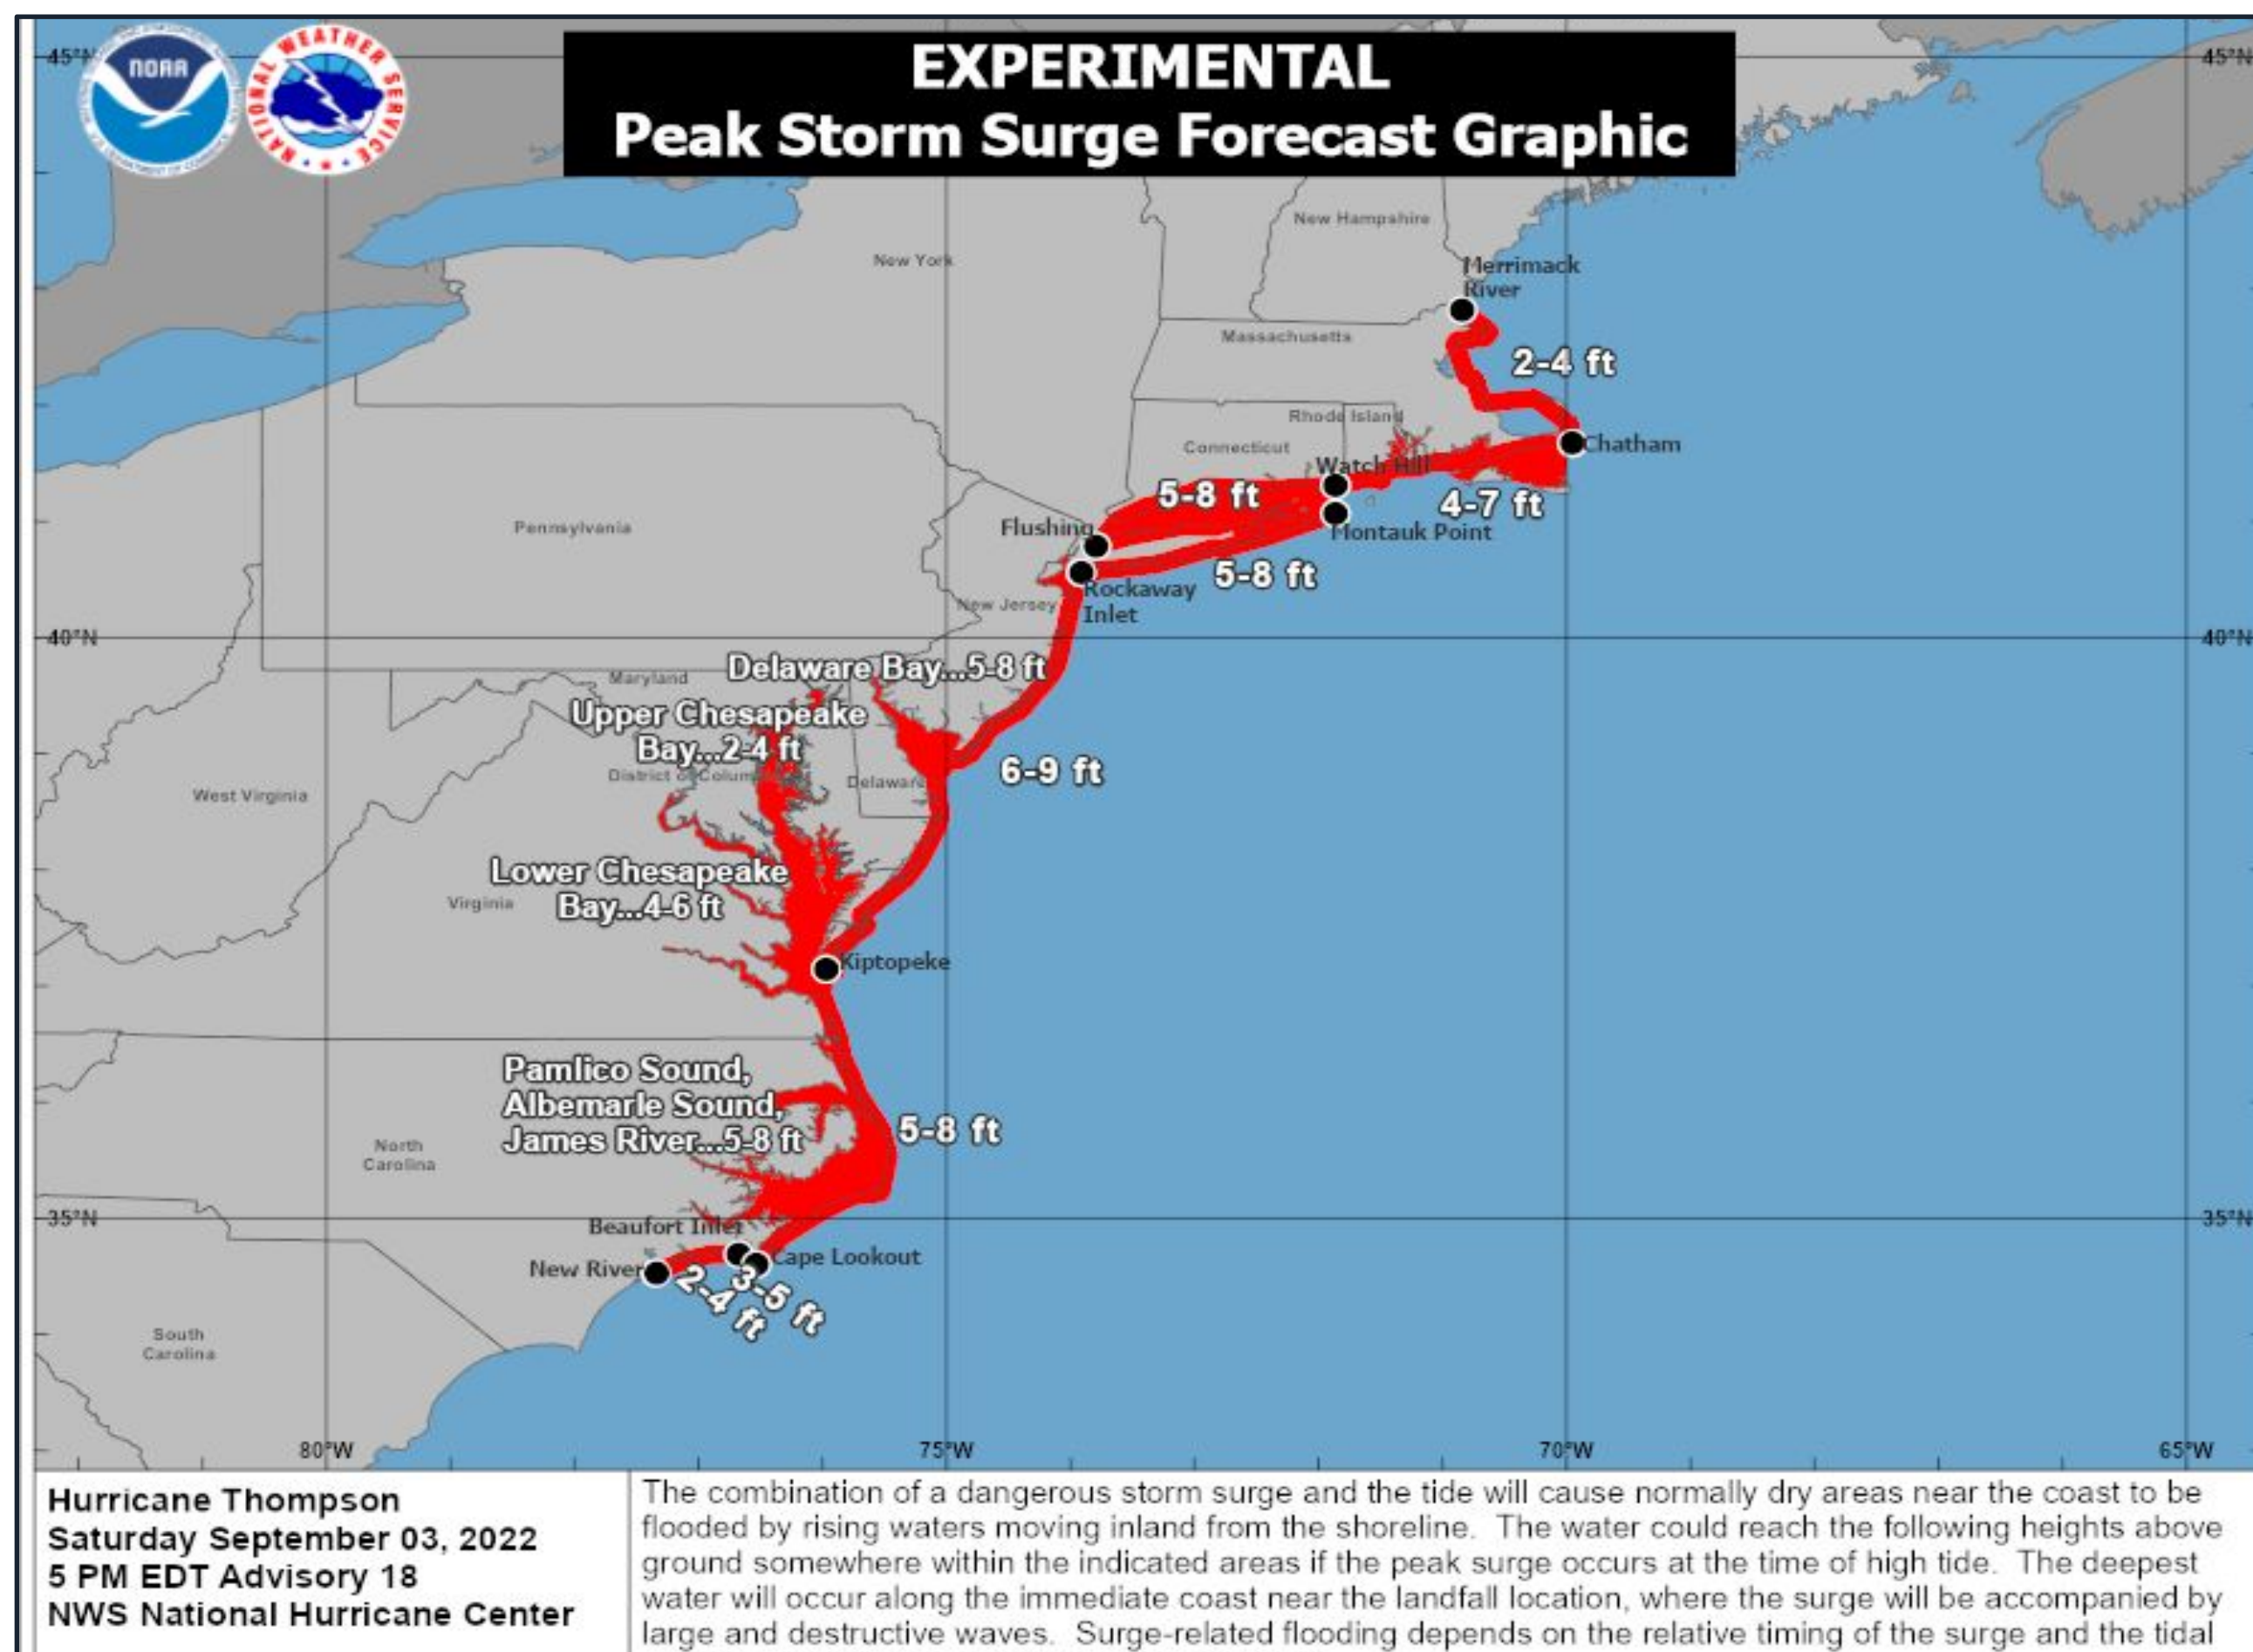 EXPERIMENTAL
Peak Storm Surge Forecast Graphic
NOAA
NATIONAL WEATHER SERVICE
45°N
45°N
New Hampshire
New York
Merrimack
River
Massachusetts
2-4 ft
Rhode Island
Connecticut
Chatham
Watch Hill
5-8 ft
4-7 ft
Flushing
Montauk Point
Pennsylvania
5-8 ft
Rockaway
Inlet
New Jersey
40°N
40°N
Delaware Bay...5-8 ft
Maryland
Upper Chesapeake
Bay...2-4 ft
District of Colum
6-9 ft
Delaware
West Virginia
Lower Chesapeake
Bay...4-6 ft
Virginia
Kiptopeke
Pamlico Sound,
Albemarle Sound,
James River...5-8 ft
5-8 ft
North
Carolina
35°N
35°N
Beaufort Inlet
Cape Lookout
New River
2-4 ft
3-5 ft
South
Carolina
80°W
75°W
70°W
65°W
Hurricane Thompson
Saturday September 03, 2022
5 PM EDT Advisory 18
NWS National Hurricane Center
The combination of a dangerous storm surge and the tide will cause normally dry areas near the coast to be
flooded by rising waters moving inland from the shoreline.  The water could reach the following heights above
ground somewhere within the indicated areas if the peak surge occurs at the time of high tide.  The deepest
water will occur along the immediate coast near the landfall location, where the surge will be accompanied by
large and destructive waves.  Surge-related flooding depends on the relative timing of the surge and the tidal